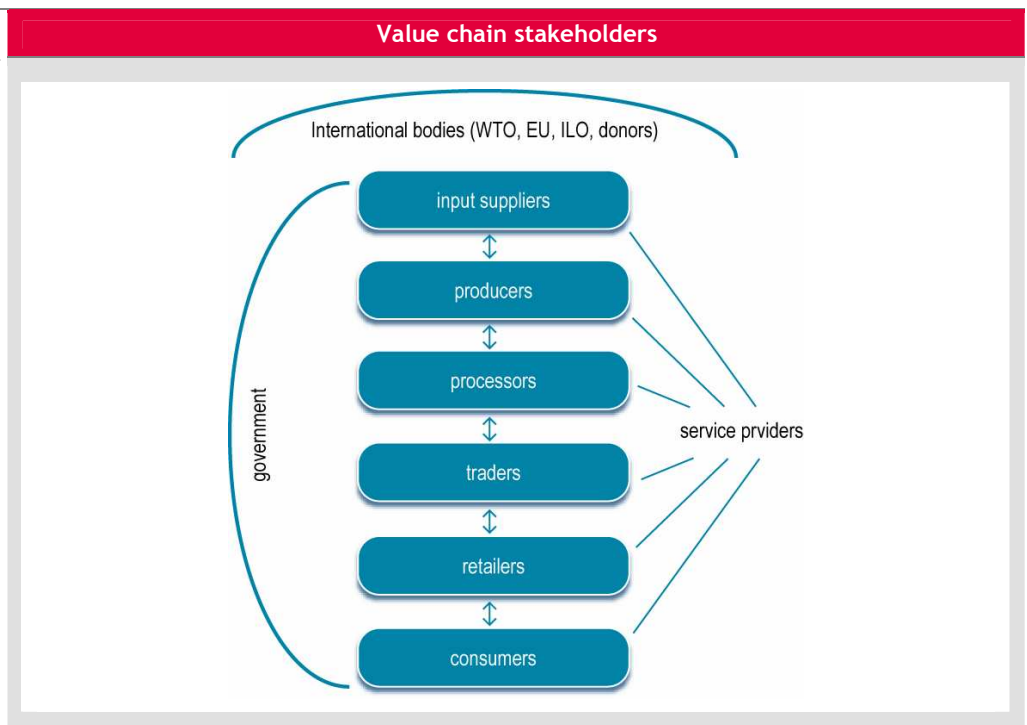 Value chain stakeholders
International bodies (WTO, EU, ILO, donors)
input suppliers
producers
processors
government
service prviders
traders
retailers
consumers